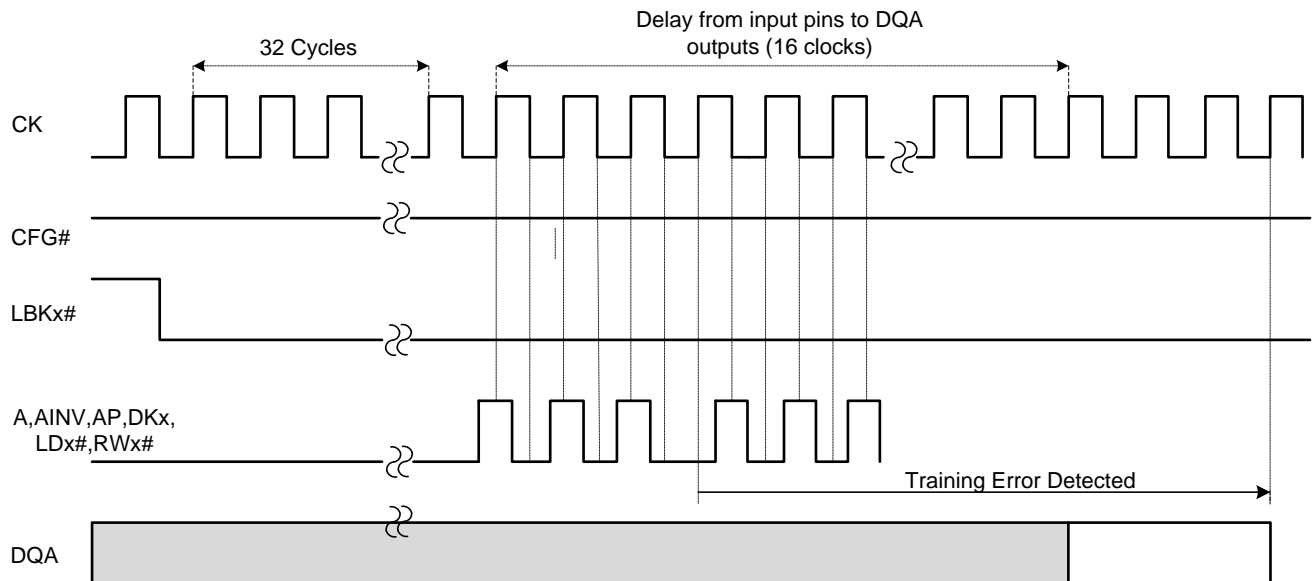 Delay from input pins to DQA
outputs (16 clocks)
32 Cycles
CK
CFG#
LBKx#
A,AINV,AP,DKx,
LDx#,RWx#
Training Error Detected
DQA